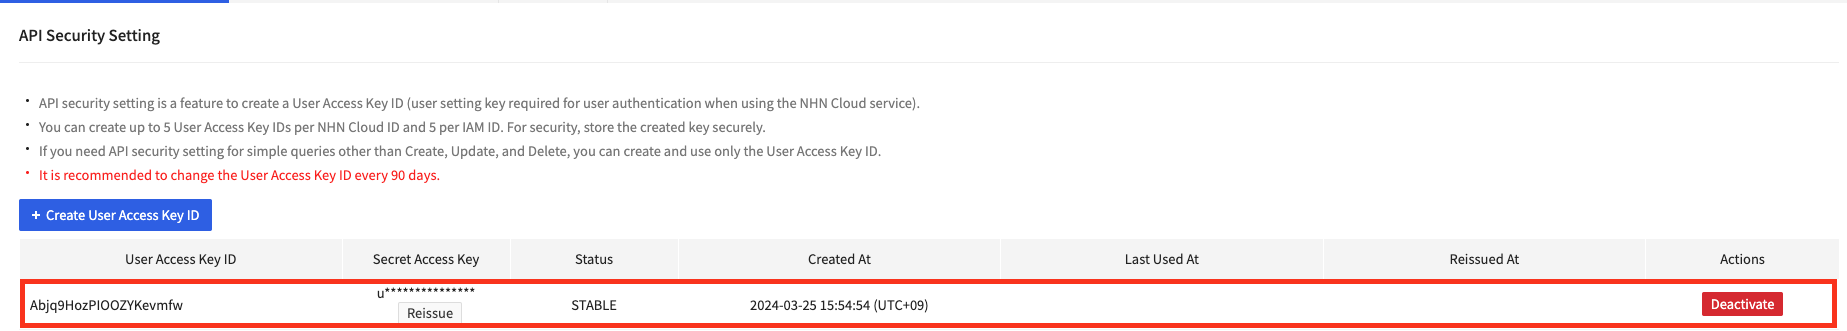 API Security Setting
• API security setting is a feature to create a User Access Key ID (user setting key required for user authentication when using the NHN Cloud service).
• You can create up to 5 User Access Key IDs per NHN Cloud ID and 5 per IAM ID. For security, store the created key securely.
• If you need API security setting for simple queries other than Create, Update, and Delete, you can create and use only the User Access Key ID.
• It is recommended to change the User Access Key ID every 90 days.
+ Create User Access Key ID
User Access Key ID Secret Access Key Status Created At Last Used At Reissued At Actions
u***************
Abjq9HozPIOOZYKevmfw STABLE 2024-03-25 15:54:54 (UTC+09) Deactivate
Reissue